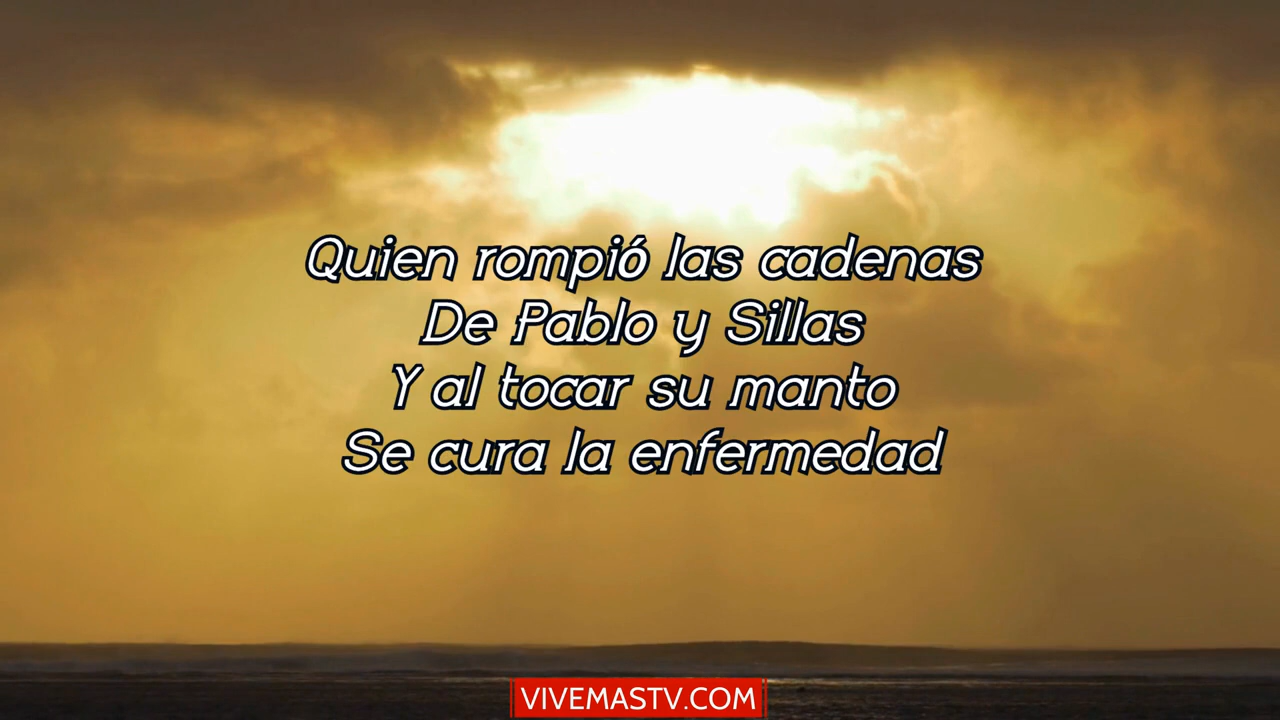 Quien rompió las cadenas
De Pablo y Sillas
Y al tocar su manto
Se cura la enfermedad
VIVEMASTV.COM